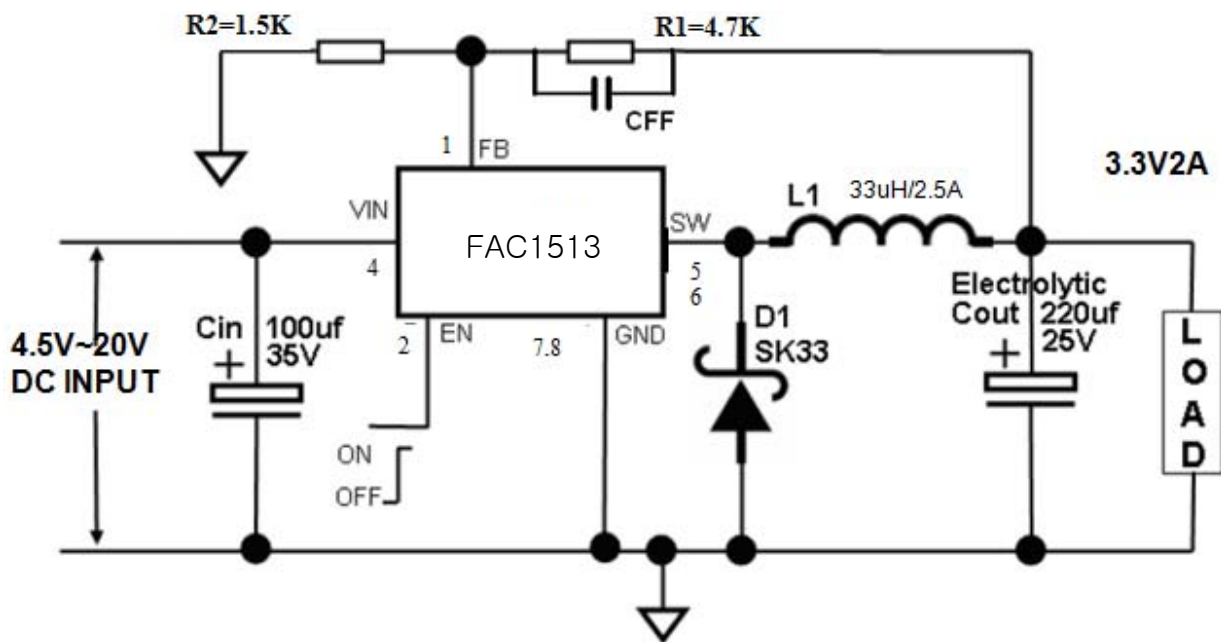 R2=1.5K
R1=4.7K
CFF
1
FB
3.3V2A
VIN
FAC1513
SW
L1
33uH/2.5A
4
5
6
Electrolytic
Cin
100uf
35V
+
2
EN
7.8
GND
D1
SK33
Cout
220uf
25V
+
4.5V~20V
DC INPUT
LOAD
ON
OFF